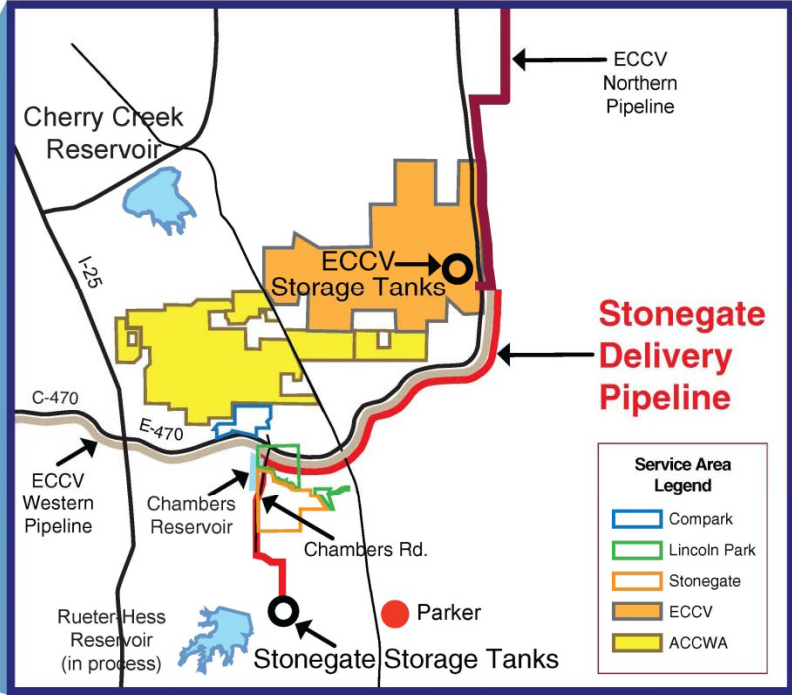 ECCV
Northern
Pipeline
Cherry Creek
Reservoir
I-25
ECCV
Storage Tanks
Stonegate
Delivery
Pipeline
C-470
E-470
ECCV
Western
Pipeline
Chambers
Reservoir
Chambers Rd.
Service Area
Legend
Compark
Lincoln Park
Stonegate
ECCV
ACCWA
Rueter-Hess
Reservoir
(in process)
Parker
Stonegate Storage Tanks